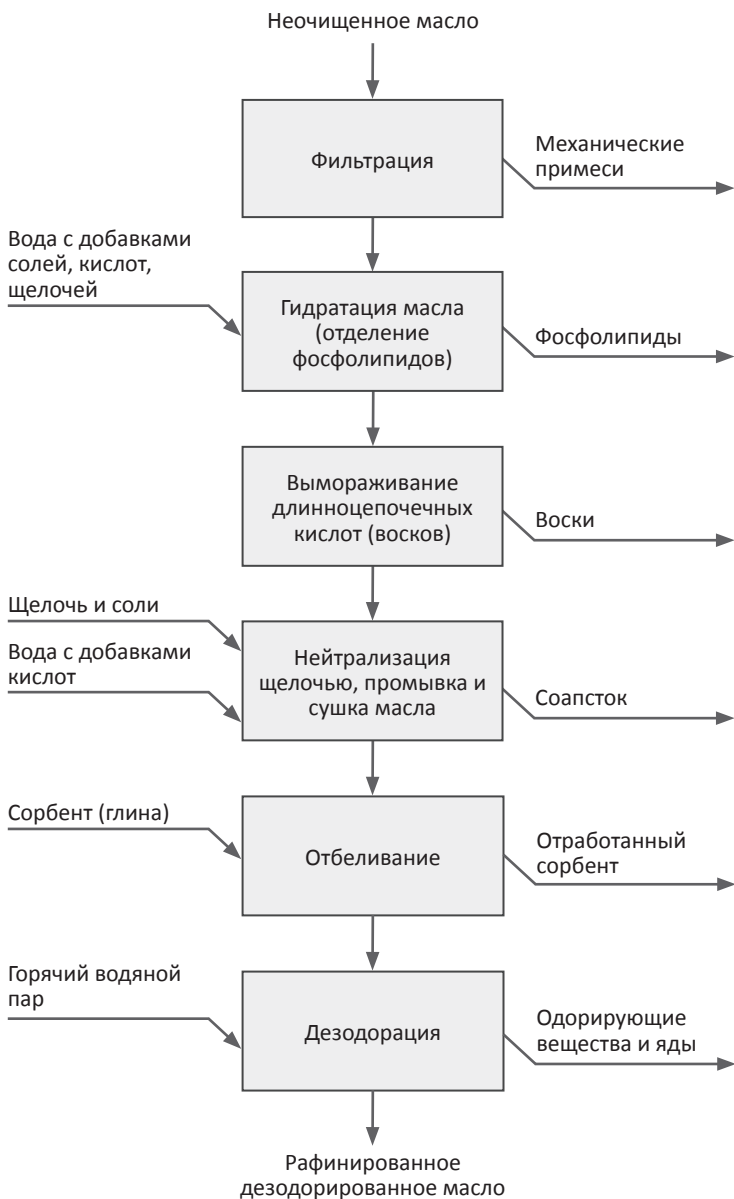 Неочищенное масло
Фильтрация
Механические
примеси
Вода с добавками
солей, кислот,
щелочей
Гидратация масла
(отделение
фосфолипидов)
Фосфолипиды
Вымораживание
длинноцепочечных
кислот (восков)
Воски
Щелочь и соли
Вода с добавками
кислот
Нейтрализация
щелочью, промывка и
сушка масла
Соапсток
Сорбент (глина)
Отбеливание
Отработанный
сорбент
Горячий водяной
пар
Дезодорация
Одорирующие
вещества и яды
Рафинированное
дезодорированное масло